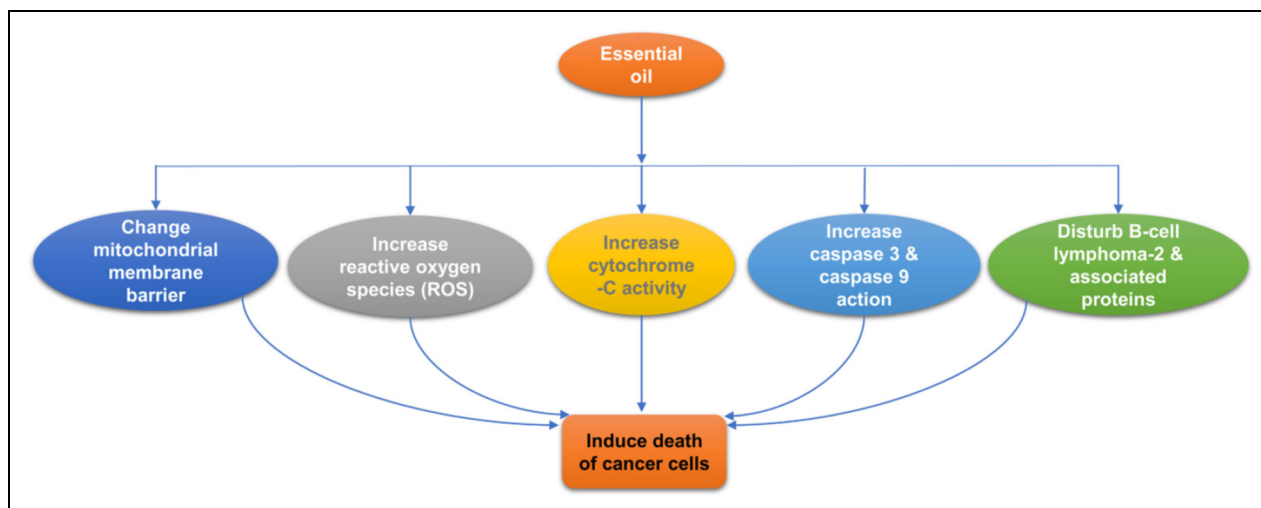 Essential
oil
Change
mitochondrial
membrane
barrier
Increase
reactive oxygen
species (ROS)
Increase
cytochrome
-C activity
Increase
caspase 3 &
caspase 9
action
Disturb B-cell
lymphoma-2 &
associated
proteins
Induce death
of cancer cells